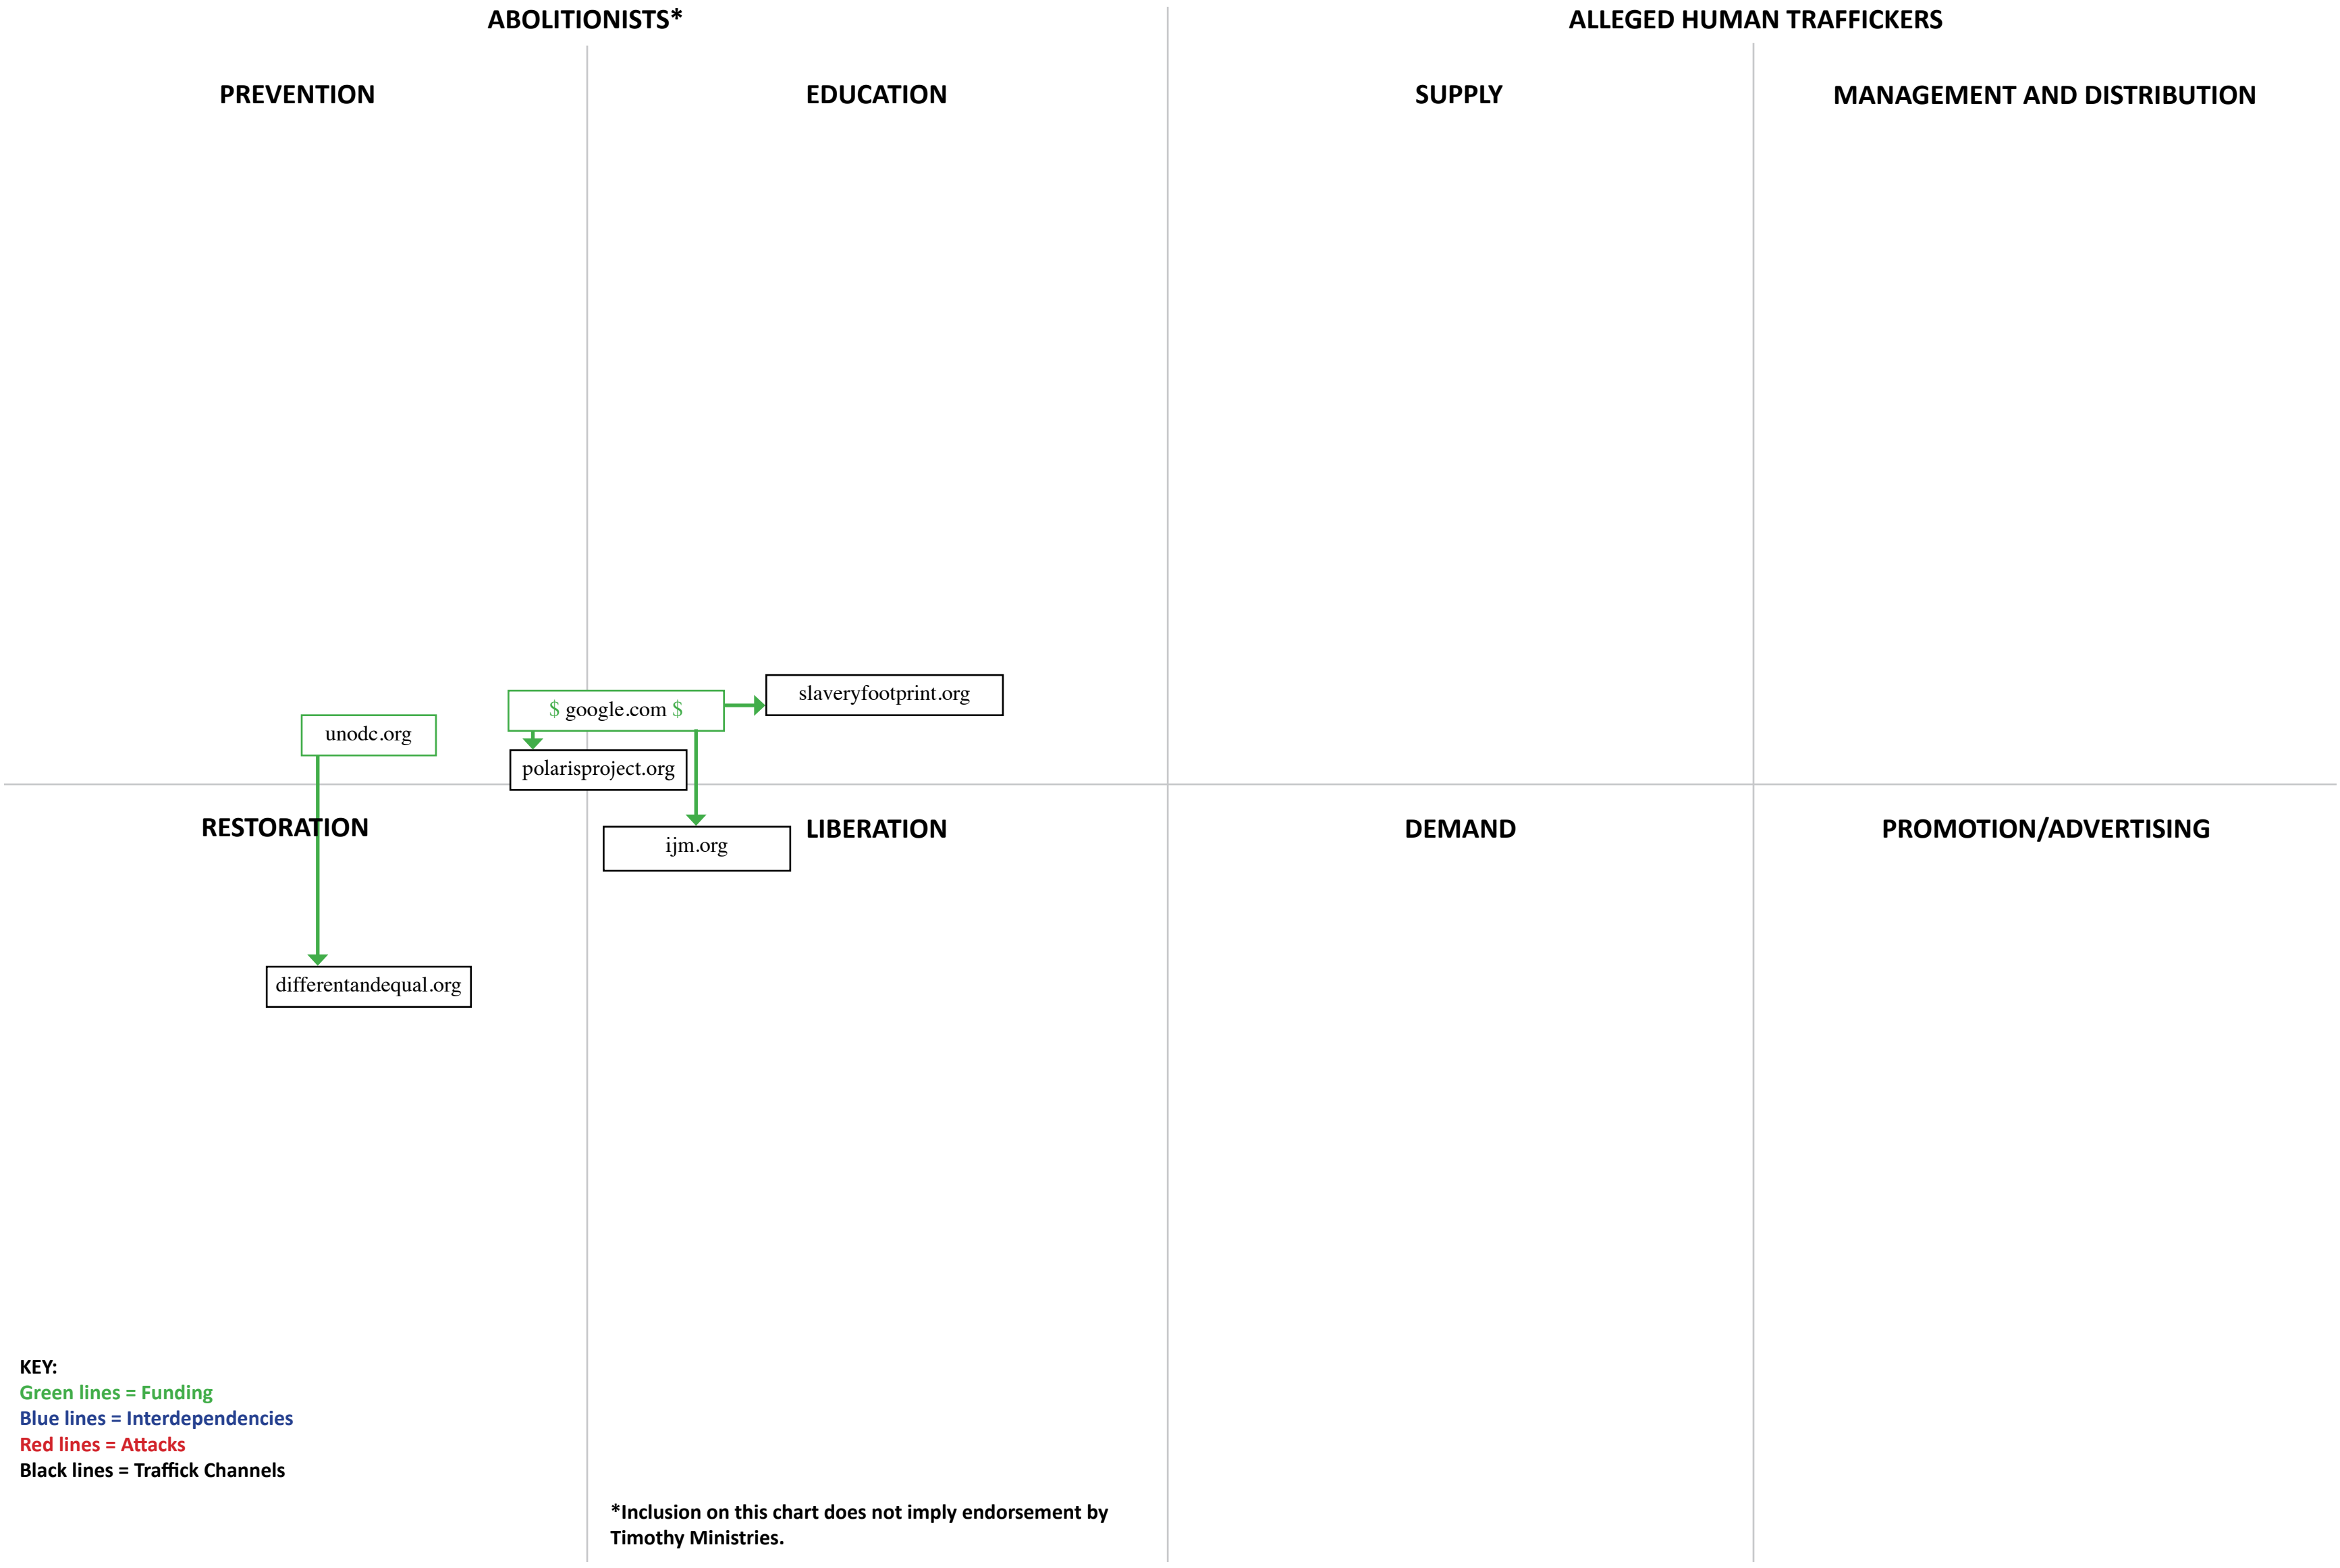 ABOLITIONISTS*
ALLEGED HUMAN TRAFFICKERS
PREVENTION
EDUCATION
SUPPLY
MANAGEMENT AND DISTRIBUTION
slaveryfootprint.org
$ google.com $
unodc.org
polarisproject.org
RESTORATION
LIBERATION
DEMAND
PROMOTION/ADVERTISING
ijm.org
differentandequal.org
KEY:
Green lines = Funding
Blue lines = Interdependencies
Red lines = Attacks
Black lines = Traffick Channels
*Inclusion on this chart does not imply endorsement by
Timothy Ministries.